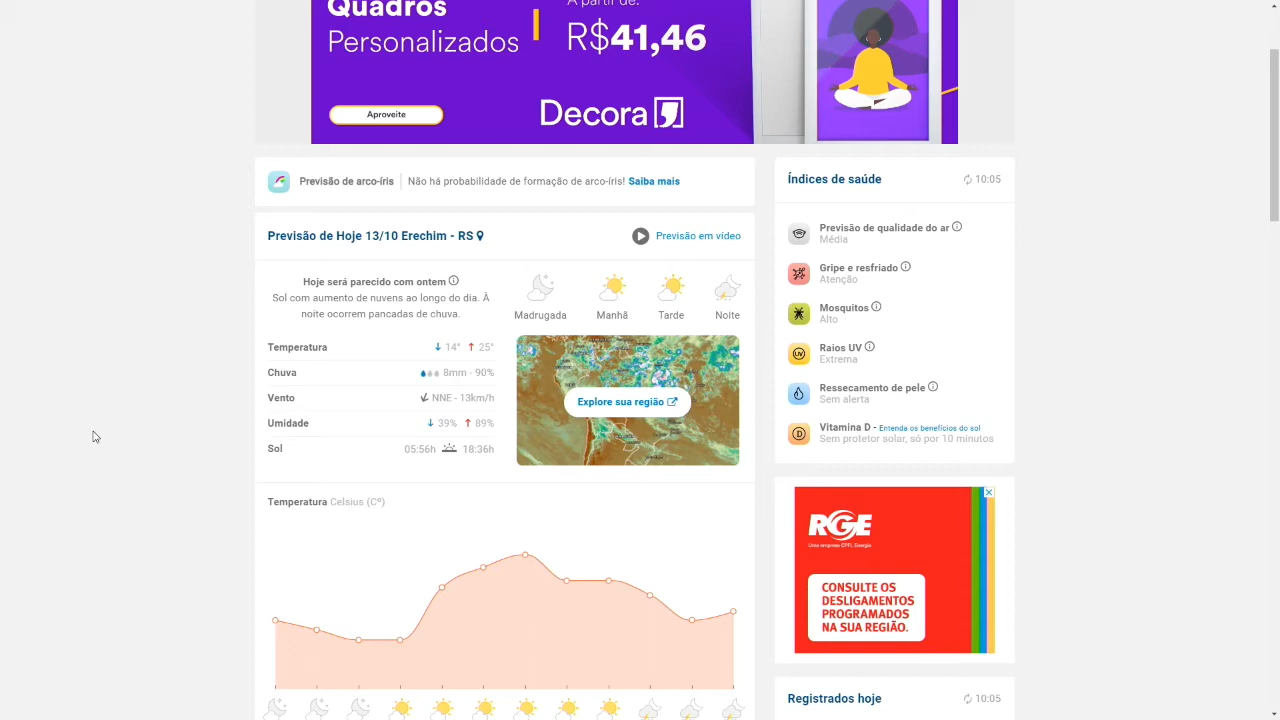 Quadros
Personalizados
A partir de:
R$41,46
Aproveite
Decora
Previsão de arco-íris
Não há probabilidade de formação de arco-íris! Saiba mais
Previsão de Hoje 13/10 Erechim - RS
Previsão em vídeo
Hoje será parecido com ontem
Sol com aumento de nuvens ao longo do dia. À
noite ocorrem pancadas de chuva.
Madrugada
Manhã
Tarde
Noite
Temperatura
14° 25°
Chuva
8mm - 90%
Vento
NNE - 13km/h
Umidade
39% 89%
Sol
05:56h 18:36h
Explore sua região
Temperatura Celsius (Cº)
Índices de saúde
10:05
Previsão de qualidade do ar
Média
Gripe e resfriado
Atenção
Mosquitos
Alto
Raios UV
UV
Extrema
Ressecamento de pele
Sem alerta
D
Vitamina D - Entenda os benefícios do sol
Sem protetor solar, só por 10 minutos
RGE
Uma empresa CPFL Energia
CONSULTE OS
DESLIGAMENTOS
PROGRAMADOS
NA SUA REGIÃO.
Registrados hoje
10:05